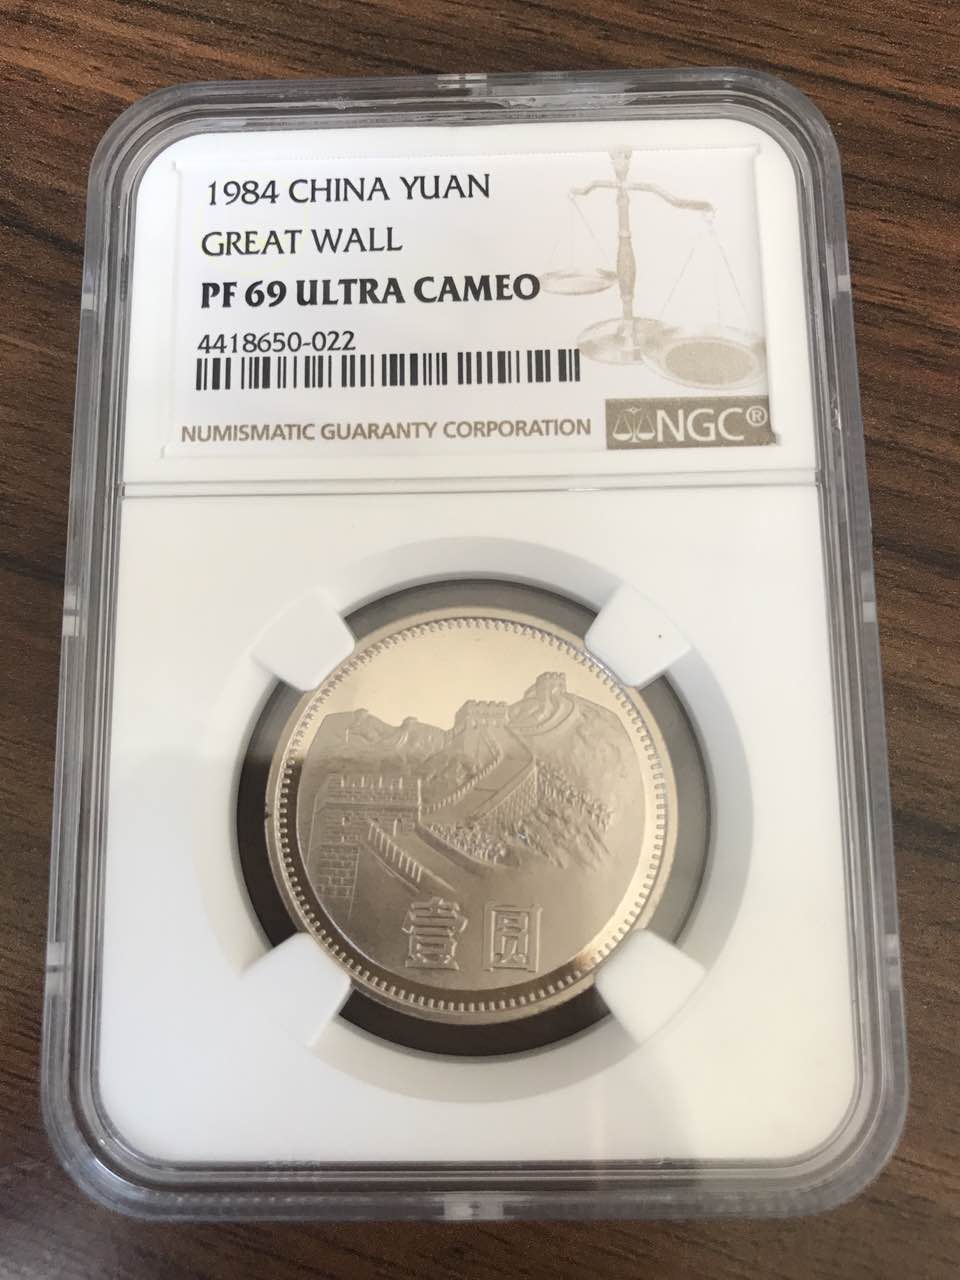 1984 CHINA YUAN
GREAT WALL
PF 69 ULTRA CAMEO
4418650-022
NUMISMATIC GUARANTY CORPORATION NGC®
壹圆